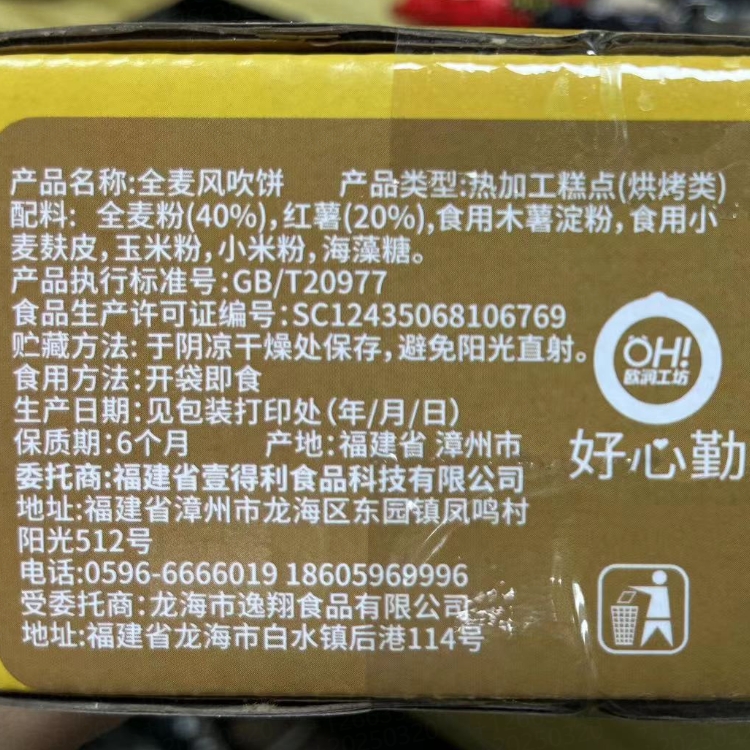 产品名称:全麦风吹饼 产品类型:热加工糕点(烘烤类)
配料: 全麦粉(40%),红薯(20%),食用木薯淀粉,食用小
麦麸皮,玉米粉,小米粉,海藻糖。
产品执行标准号:GB/T20977
食品生产许可证编号:SC12435068106769
贮藏方法: 于阴凉干燥处保存,避免阳光直射。
食用方法:开袋即食
生产日期:见包装打印处(年/月/日)
保质期:6个月 产地:福建省 漳州市
委托商:福建省壹得利食品科技有限公司
地址:福建省漳州市龙海区东园镇凤鸣村
阳光512号
电话:0596-6666019 18605969996
受委托商:龙海市逸翔食品有限公司
地址:福建省龙海市白水镇后港114号
OH!
欧润工坊
好心勤